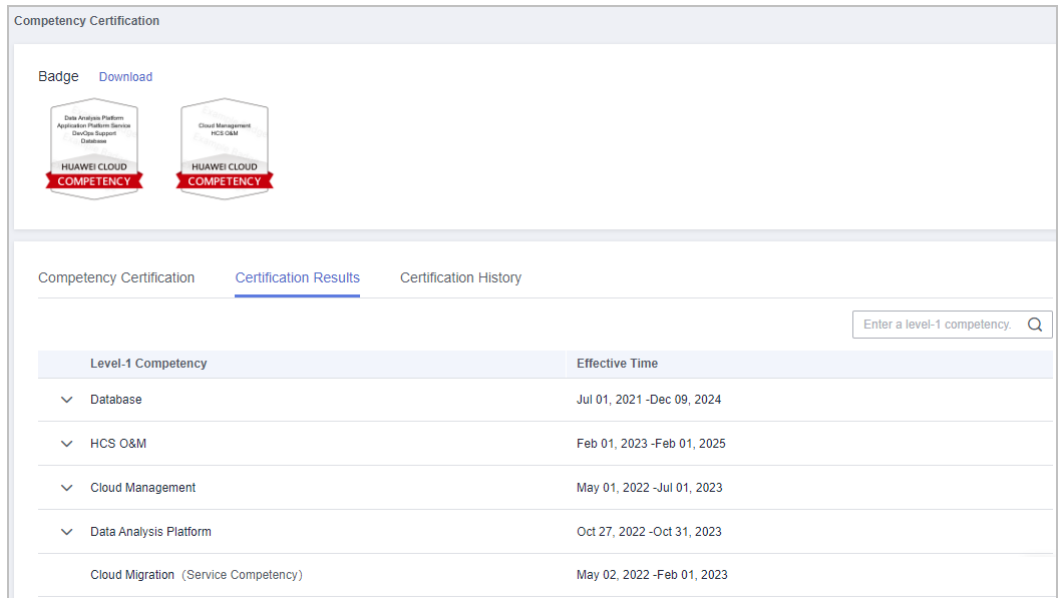 Competency Certification
Badge Download
Data Analysis Platform
Application Platform Service
DevOps Support
Database
HUAWEI CLOUD
COMPETENCY
Cloud Management
HCS O&M
HUAWEI CLOUD
COMPETENCY
Competency Certification Certification Results Certification History
Enter a level-1 competency.
Level-1 Competency Effective Time
Database Jul 01, 2021 -Dec 09, 2024
HCS O&M Feb 01, 2023 -Feb 01, 2025
Cloud Management May 01, 2022 -Jul 01, 2023
Data Analysis Platform Oct 27, 2022 -Oct 31, 2023
Cloud Migration (Service Competency) May 02, 2022 -Feb 01, 2023